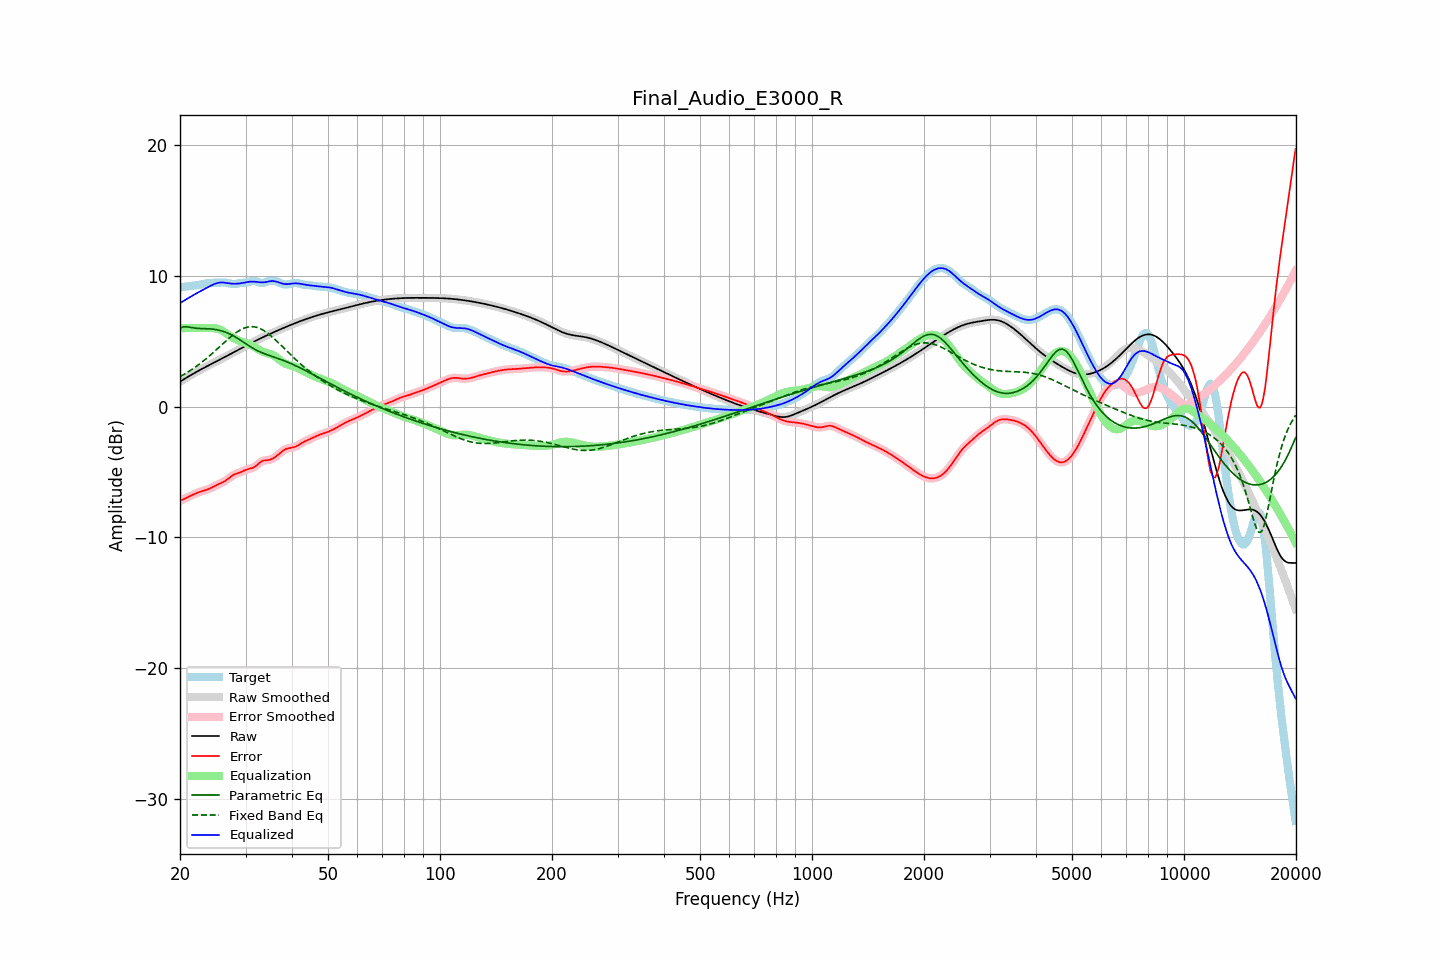 Final_Audio_E3000_R
20
10
0
−10
−20
−30
Amplitude (dBr)
Target
Raw Smoothed
Error Smoothed
Raw
Error
Equalization
Parametric Eq
Fixed Band Eq
Equalized
20 50 100 200 500 1000 2000 5000 10000 20000
Frequency (Hz)